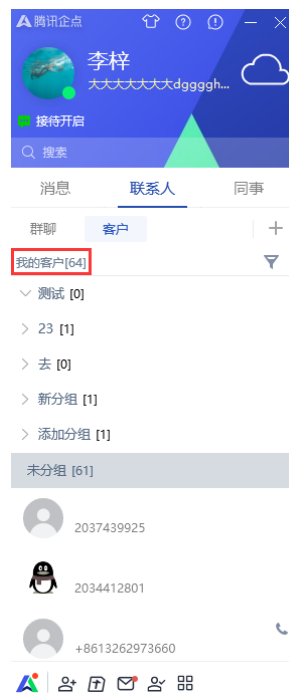 腾讯企点
李梓
大大大大大大大dggggh...
接待开启
搜索
消息 联系人 同事
群聊 客户
我的客户[64]
测试 [0]
23 [1]
去 [0]
新分组 [1]
添加分组 [1]
未分组 [61]
2037439925
2034412801
+8613262973660